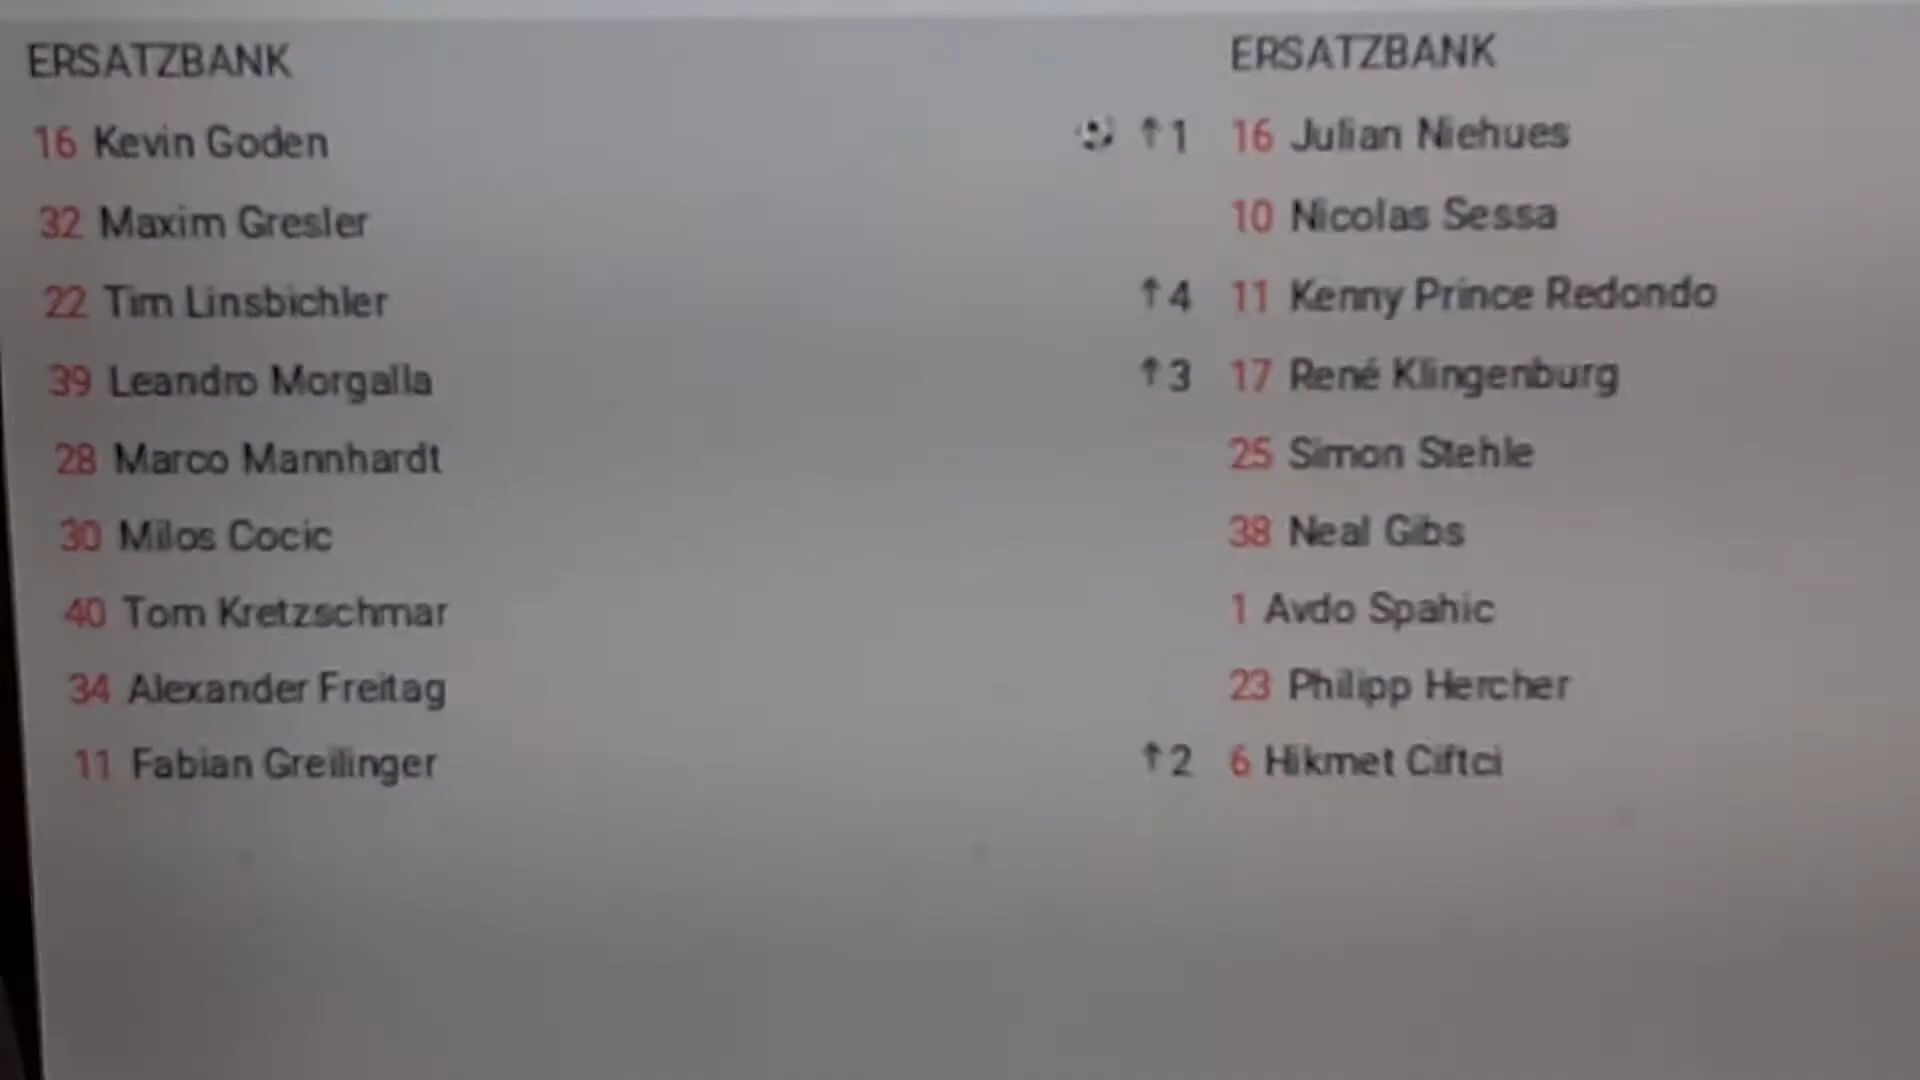 ERSATZBANK
16 Kevin Goden
32 Maxim Gresler
22 Tim Linsbichler
39 Leandro Morgalla
28 Marco Mannhardt
30 Milos Cocic
40 Tom Kretzschmar
34 Alexander Freitag
11 Fabian Greilinger
ERSATZBANK
↑1 16 Julian Niehues
10 Nicolas Sessa
↑4 11 Kenny Prince Redondo
↑3 17 René Klingenburg
25 Simon Stehle
38 Neal Gibs
1 Avdo Spahic
23 Philipp Hercher
↑2 6 Hikmet Ciftci